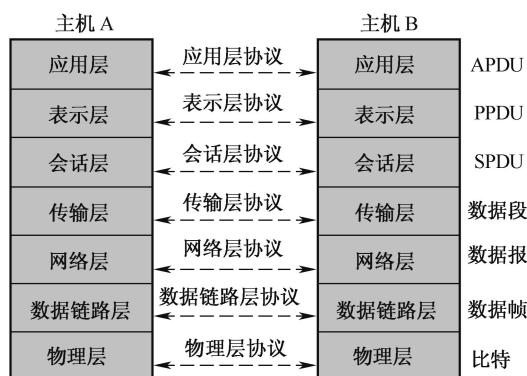 主机 A 主机 B
应用层 应用层协议 应用层 APDU
表示层 表示层协议 表示层 PPDU
会话层 会话层协议 会话层 SPDU
传输层 传输层协议 传输层 数据段
网络层 网络层协议 网络层 数据报
数据链路层 数据链路层协议 数据链路层 数据帧
物理层 物理层协议 物理层 比特